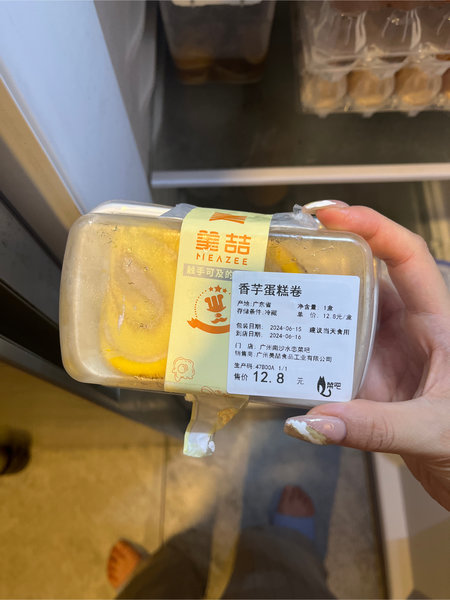 美喆
MEAZEE
触手可及的
香芋蛋糕卷
产地:广东省 净含量: 1盒
存储条件:冷藏 单 价: 12.8元/盒
包装日期: 2024-06-15 建议当天食用
到店日期: 2024-06-16
门 店: 广州南沙水恋菜吧
销售商:广州美喆食品工业有限公司
生产码: 47800A 1/1
售价 12.8 元